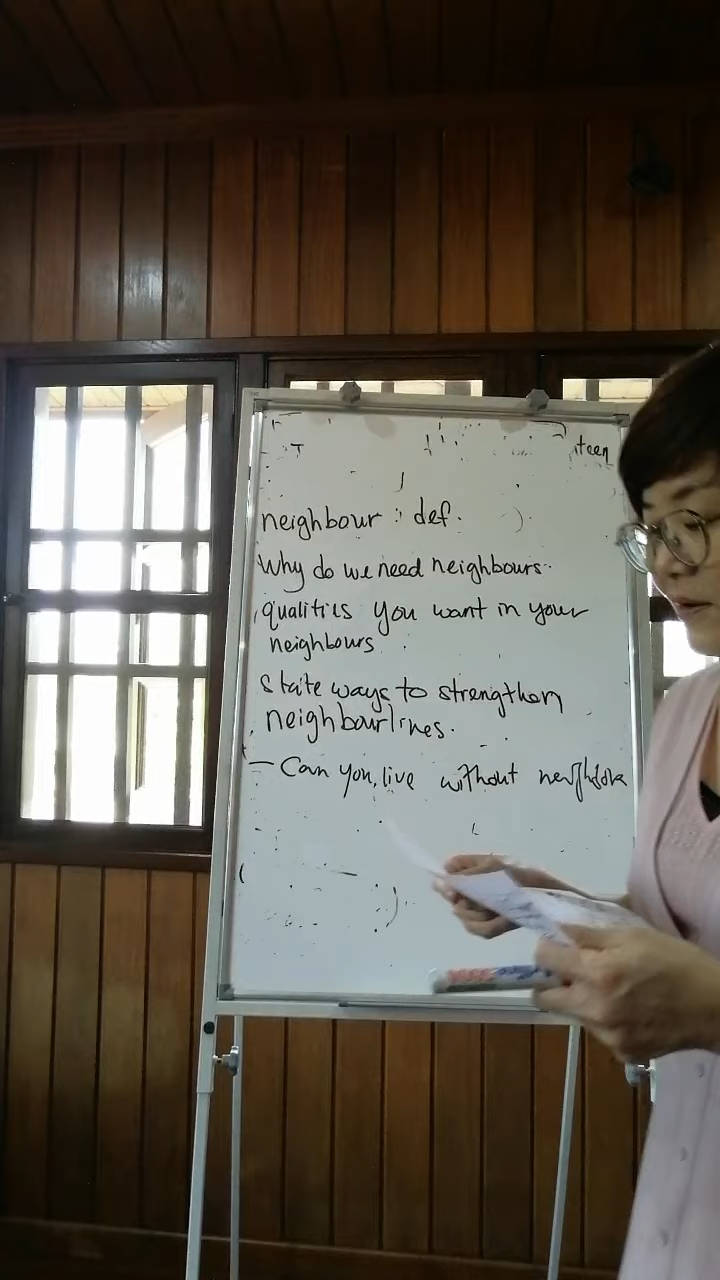 teen
neighbour : def.
Why do we need neighbours..
qualities you want in your
neighbours.
State ways to strengthen
neighbourlines.
— Can you, live without